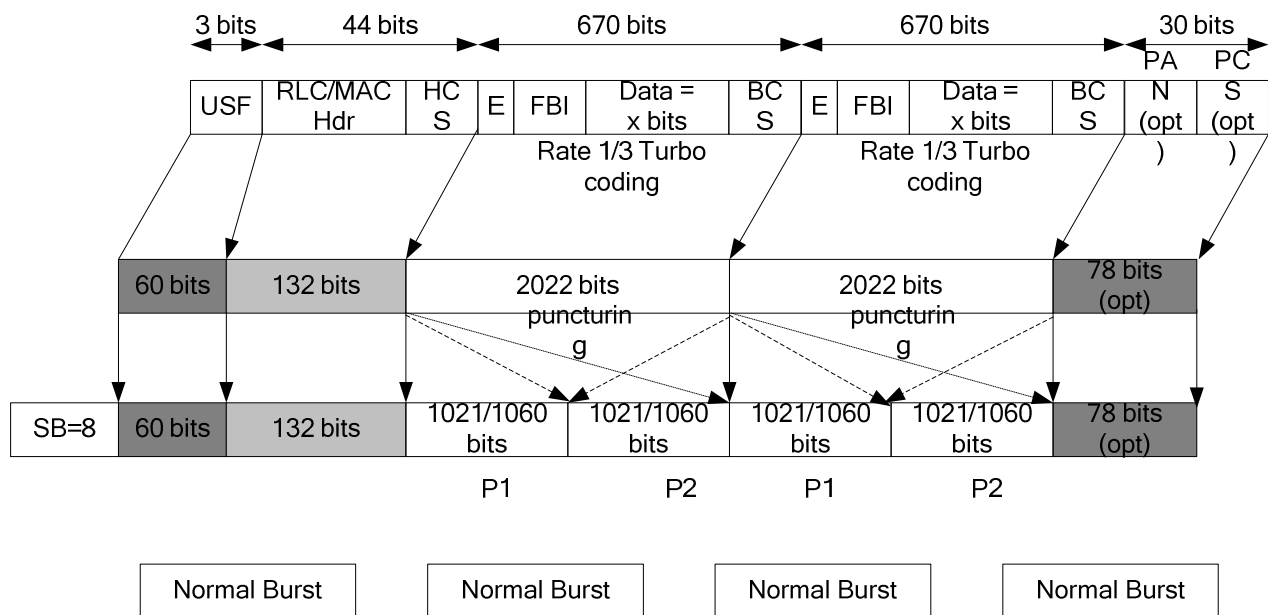 3 bits 44 bits 670 bits 670 bits 30 bits
USF
RLC/MAC
Hdr
HC
S
E
FBI
Data =
x bits
BC
S
E
FBI
Data =
x bits
BC
S
PA
N
(opt
)
PC
S
(opt
)
Rate 1/3 Turbo
coding
Rate 1/3 Turbo
coding
60 bits
132 bits
2022 bits
puncturin
g
2022 bits
puncturin
g
78 bits
(opt)
SB=8
60 bits
132 bits
1021/1060
bits
1021/1060
bits
1021/1060
bits
1021/1060
bits
78 bits
(opt)
P1 P2 P1 P2
Normal Burst Normal Burst Normal Burst Normal Burst